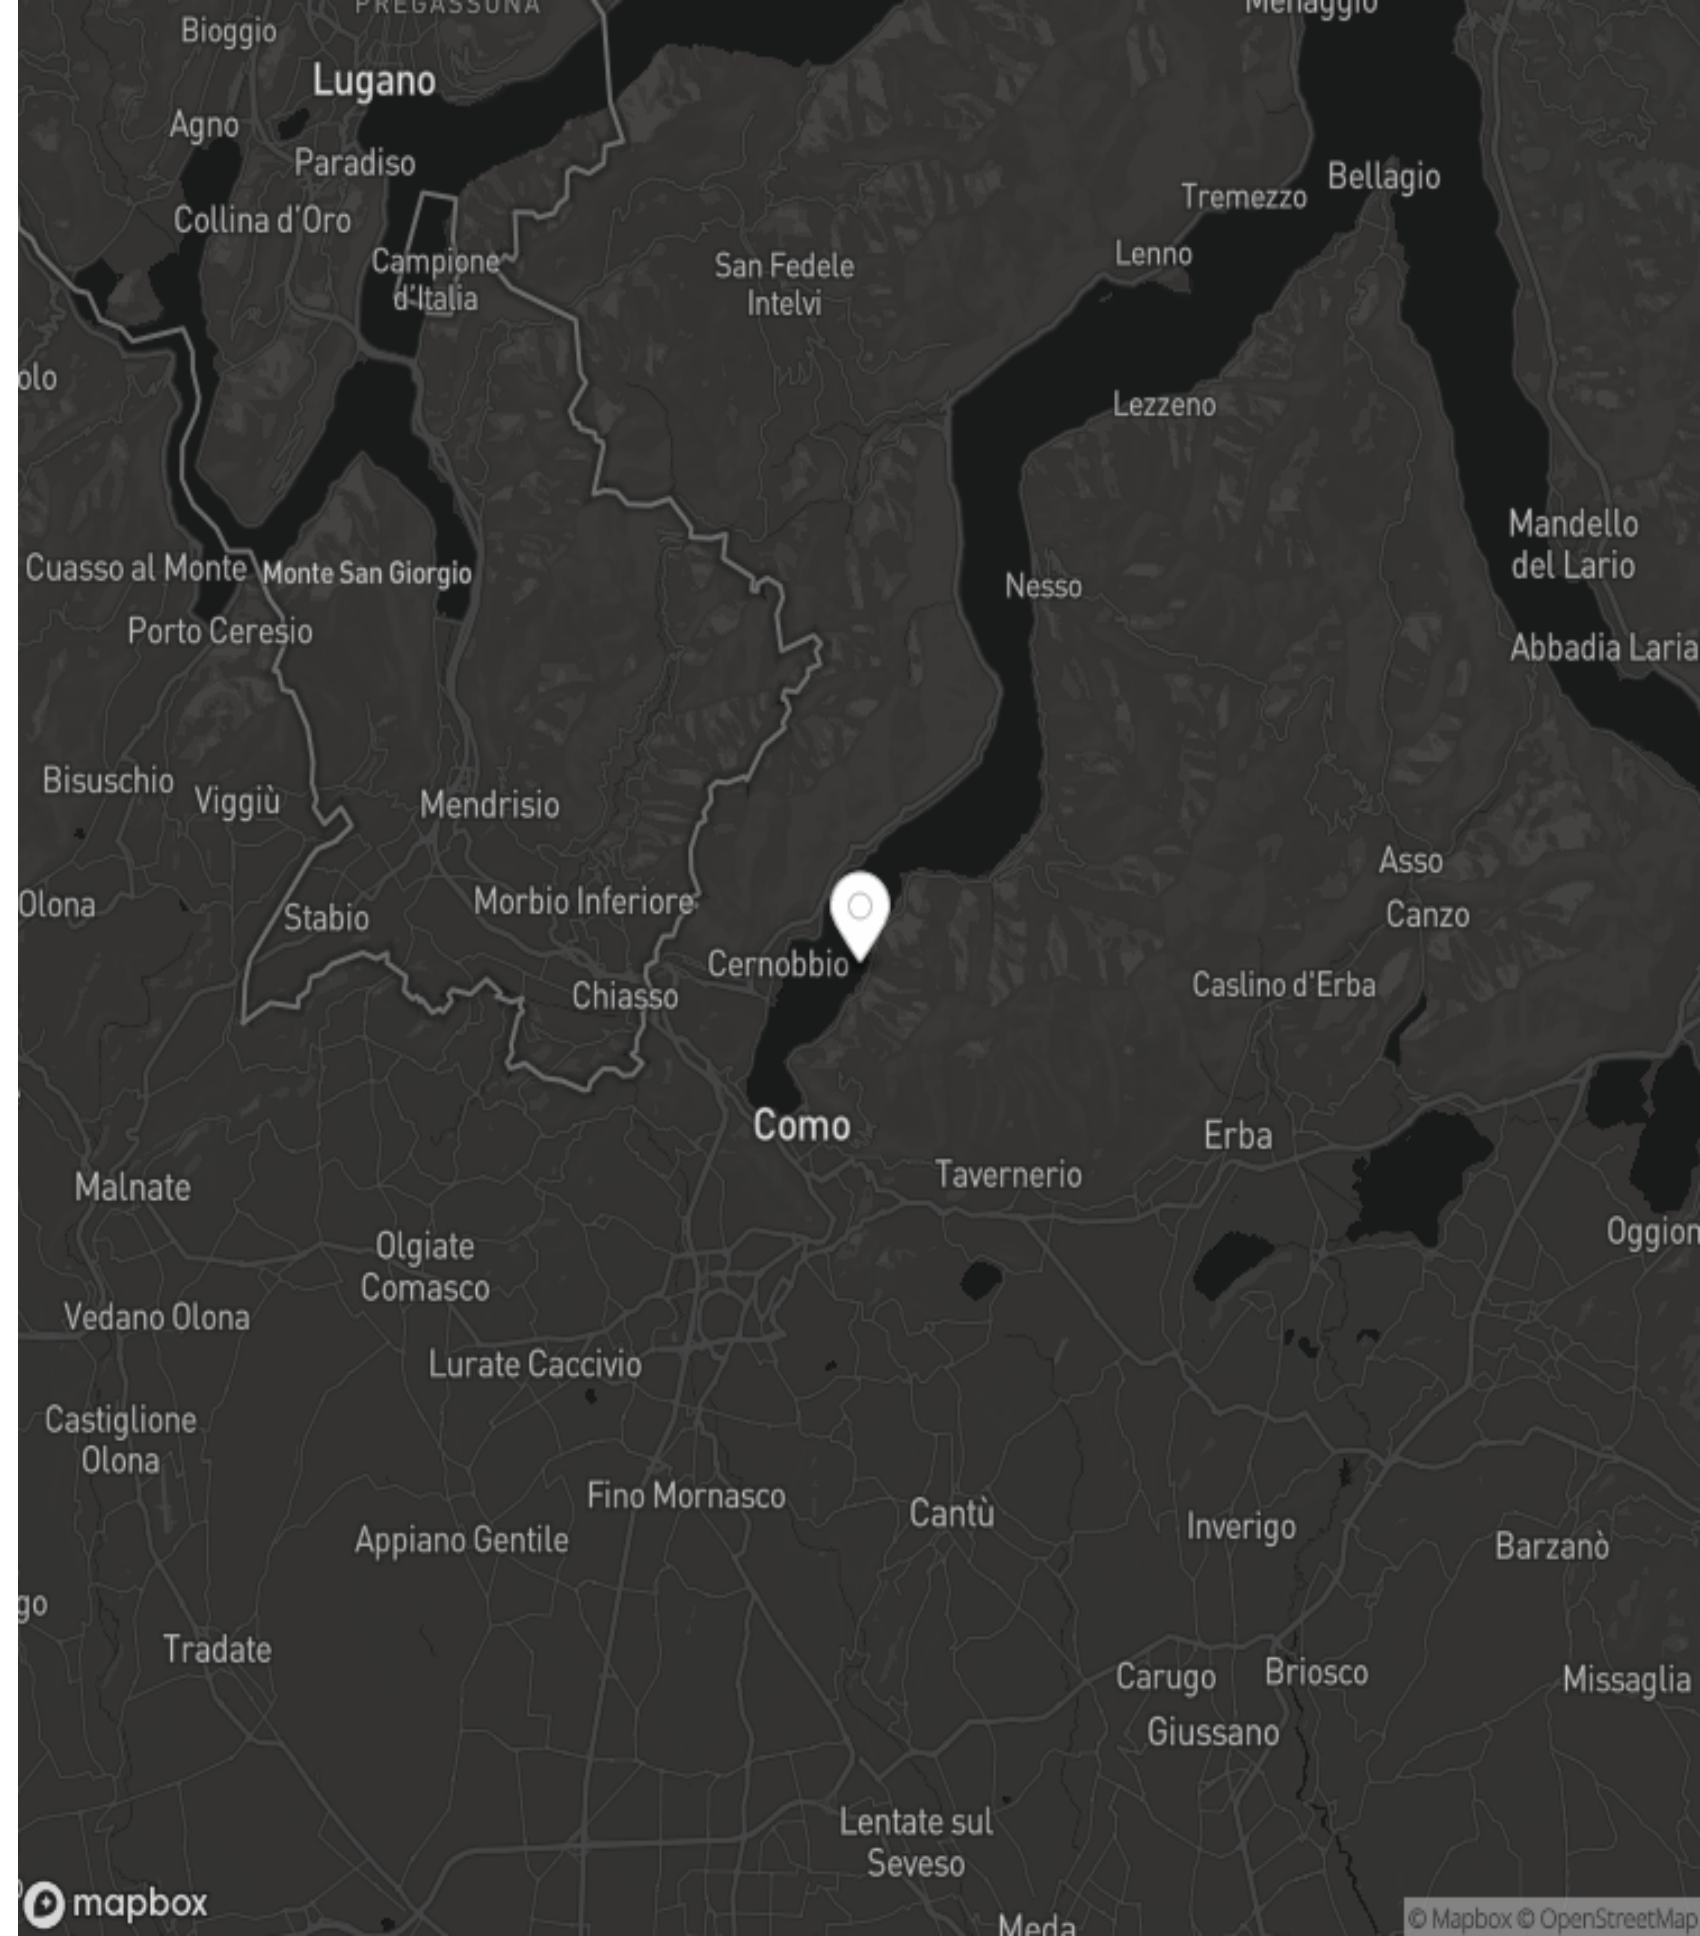 PREGASSONA
Menaggio
Bioggio
Lugano
Agno
Paradiso
Bellagio
Tremezzo
Collina d'Oro
Lenno
Campione
d'Italia
San Fedele
Intelvi
olo
Lezzeno
Mandello
del Lario
Cuasso al Monte
Monte San Giorgio
Nesso
Porto Ceresio
Abbadia Laria
Bisuschio
Viggiù
Mendrisio
Asso
Olona
Stabio
Morbio Inferiore
Canzo
Cernobbio
Chiasso
Caslino d'Erba
Como
Erba
Tavernerio
Malnate
Oggion
Olgiate
Comasco
Vedano Olona
Lurate Caccivio
Castiglione
Olona
Fino Mornasco
Cantù
Inverigo
Appiano Gentile
Barzanò
go
Tradate
Carugo
Briosco
Missaglia
Giussano
Lentate sul
Seveso
mapbox
Meda
© Mapbox © OpenStreetMap